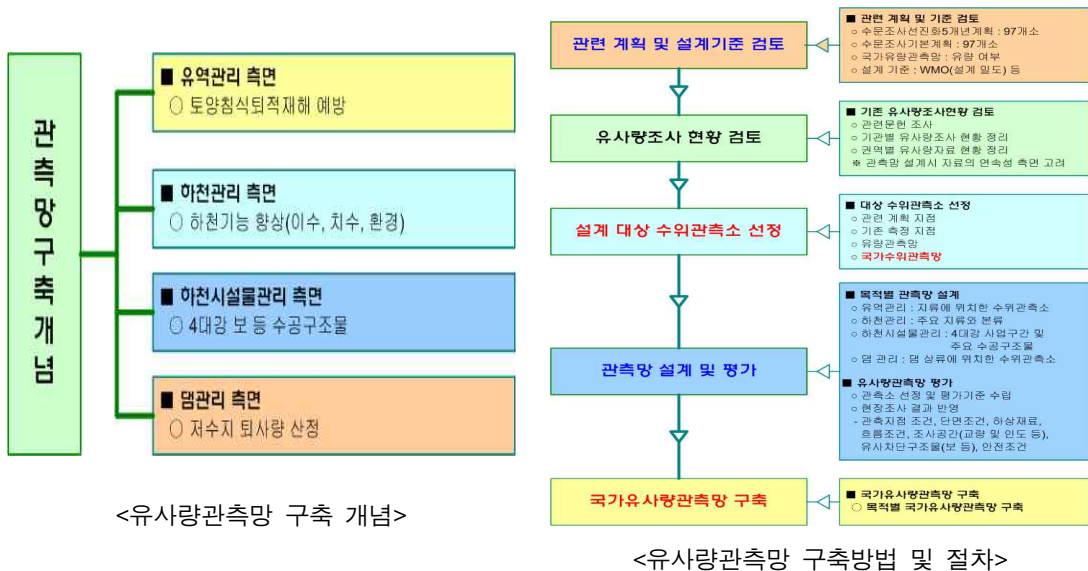 관측망구축개념
■ 유역관리 측면
○ 토양침식퇴적재해 예방
■ 하천관리 측면
○ 하천기능 향상(이수, 치수, 환경)
■ 하천시설물관리 측면
○ 4대강 보 등 수공구조물
■ 댐관리 측면
○ 저수지 퇴사량 산정
<유사량관측망 구축 개념>
관련 계획 및 설계기준 검토
■ 관련 계획 및 기준 검토
○ 수문조사선진화5개년계획 : 97개소
○ 수문조사기본계획 : 97개소
○ 국가유량관측망 : 유량 여부
○ 설계 기준 : WMO(설계 밀도) 등
유사량조사 현황 검토
■ 기존 유사량조사현황 검토
○ 관련문헌 조사
○ 기관별 유사량조사 현황 정리
○ 권역별 유사량자료 현황 정리
※ 관측망 설계시 자료의 연속성 측면 고려
설계 대상 수위관측소 선정
■ 대상 수위관측소 선정
○ 관련 계획 지점
○ 기존 측정 지점
○ 유량관측망
○ 국가수위관측망
관측망 설계 및 평가
■ 목적별 관측망 설계
○ 유역관리 : 지류에 위치한 수위관측소
○ 하천관리 : 주요 지류와 본류
○ 하천시설물관리 : 4대강 사업구간 및
주요 수공구조물
○ 댐 관리 : 댐 상류에 위치한 수위관측소
■ 유사량관측망 평가
○ 관측소 선정 및 평가기준 수립
○ 현장조사 결과 반영
- 관측지점 조건, 단면조건, 하상재료,
흐름조건, 조사공간(교량 및 인도 등),
유사차단구조물(보 등), 안전조건
국가유사량관측망 구축
■ 국가유사량관측망 구축
○ 목적별 국가유사량관측망 구축
<유사량관측망 구축방법 및 절차>